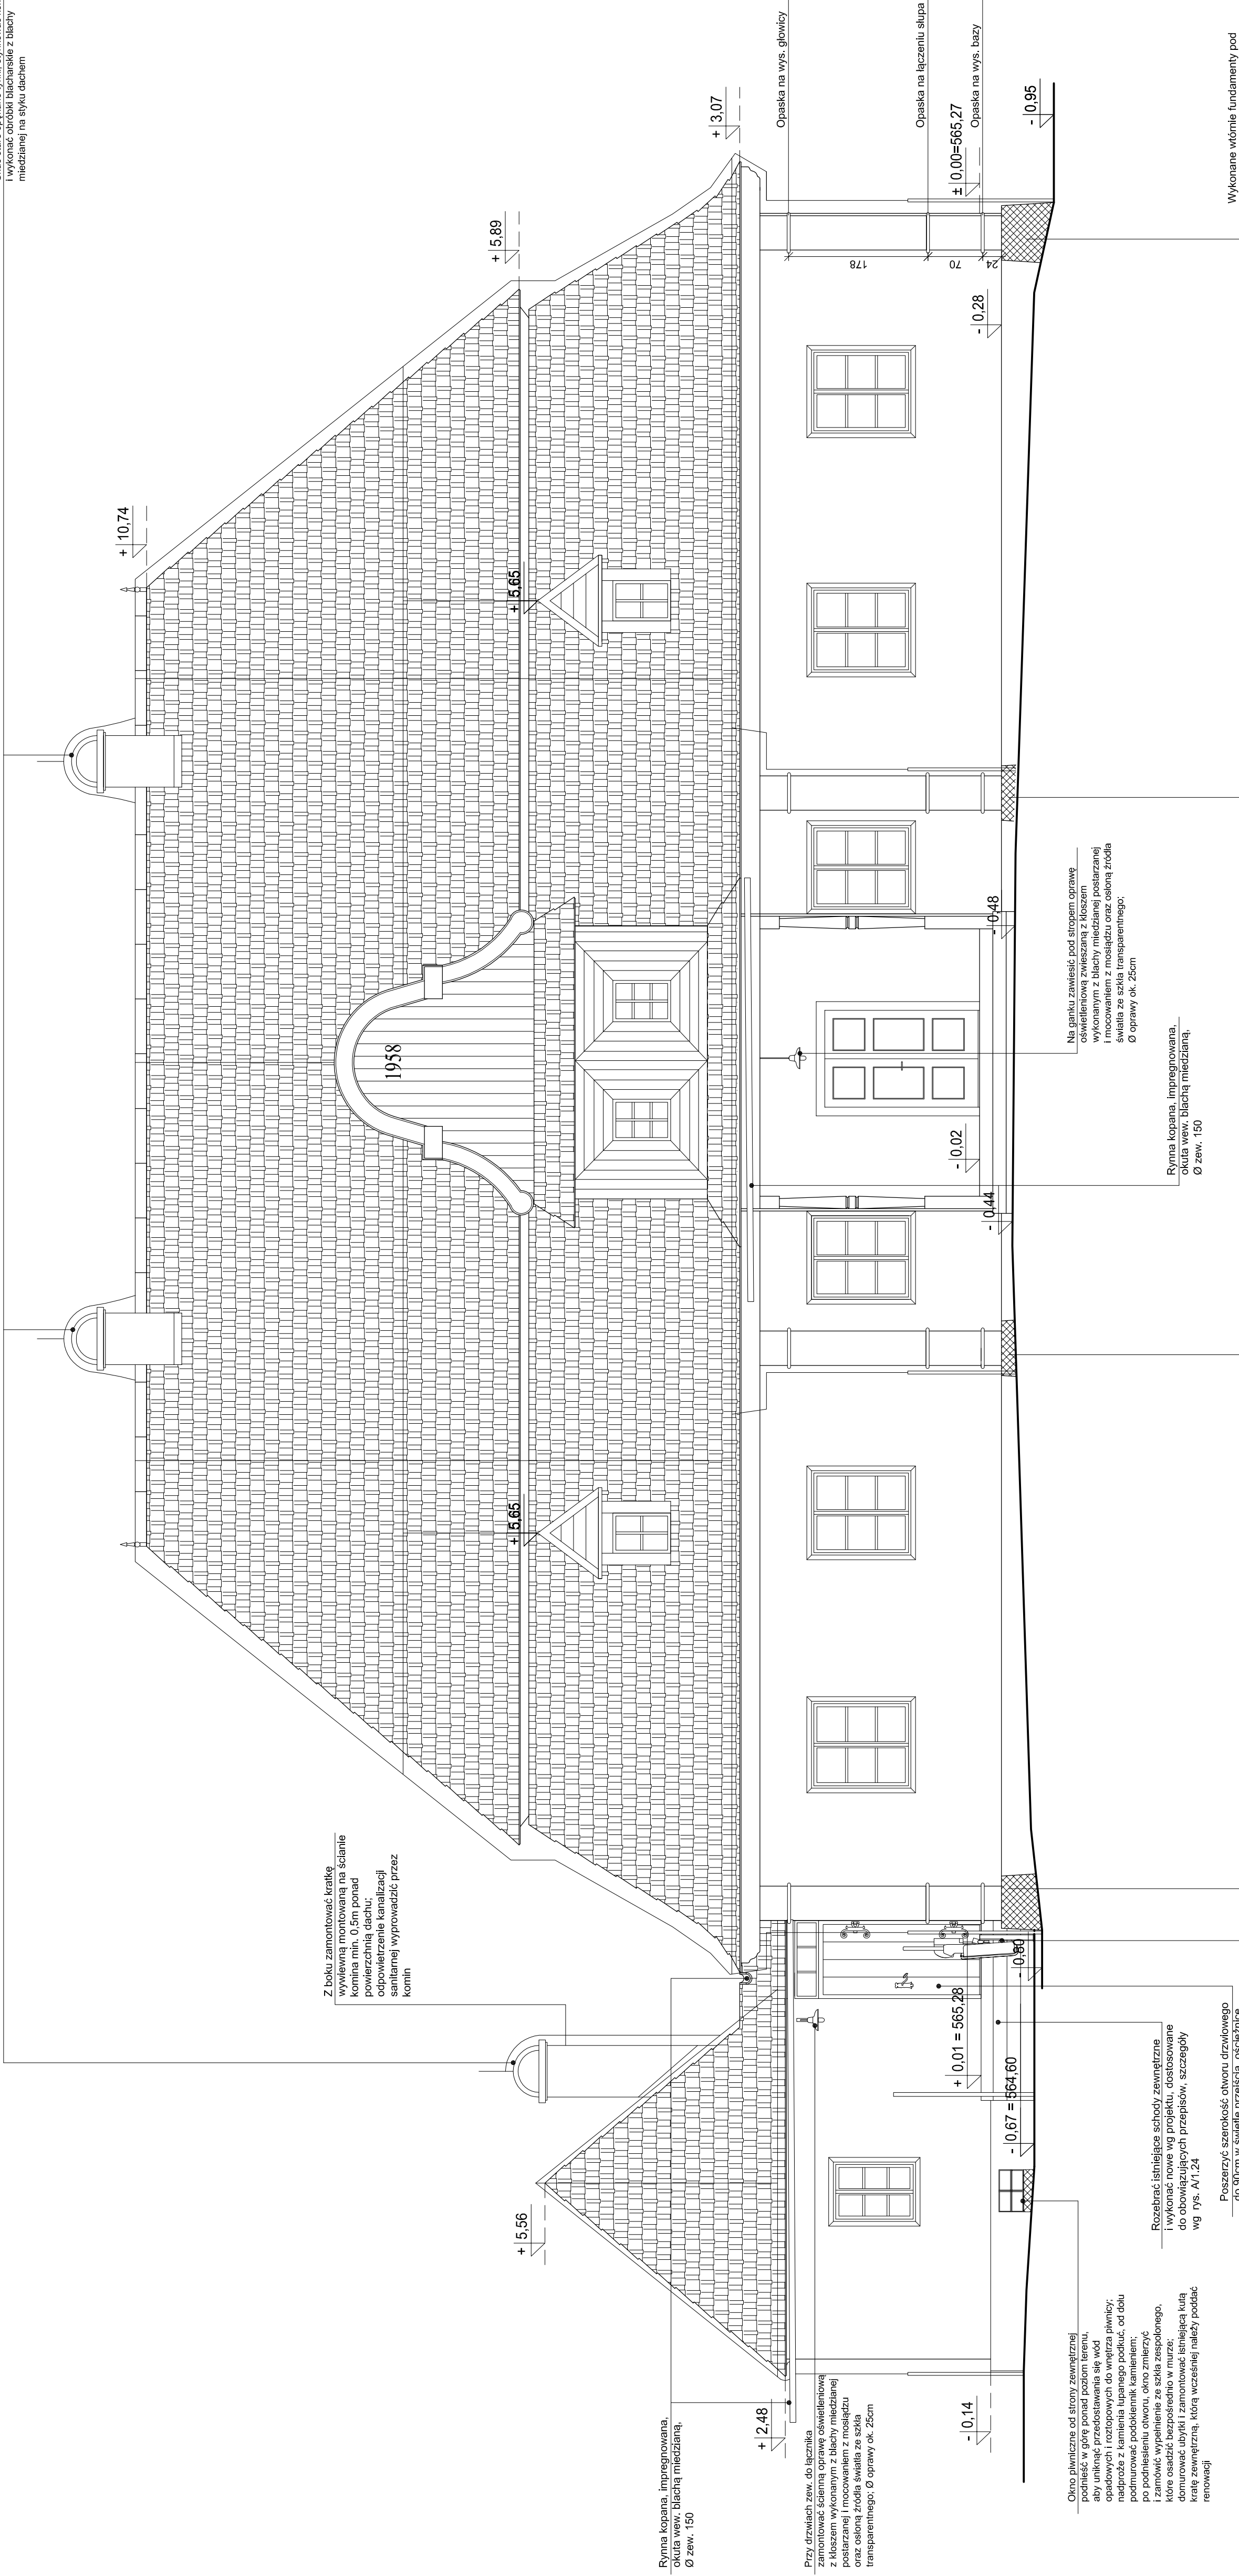 i wykonać obróbki blacharskie z blachy
miedzianej na styku dachem
Z boku zamontować kratkę
wywiewną montowaną na ścianie
komina min. 0,5m ponad
powierzchnią dachu;
odpowietrzenie kanalizacji
sanitarnej wyprowadzić przez
komin
+ 10,74
+ 5,89
+ 3,07
1958
+ 5,65
+ 5,65
+ 5,56
+ 2,48
- 0,14
Opaska na wys. głowicy
Opaska na łączeniu słupa
Opaska na wys. bazy
± 0,00=565,27
- 0,95
178
70
24
- 0,28
- 0,48
- 0,02
- 0,44
- 0,80
+ 0,01 = 565,28
- 0,67 = 564,60
Rynna kopana, impregnowana,
okuta wew. blachą miedzianą,
Ø zew. 150
Przy drzwiach zew. do łącznika
zamontować ścienną oprawę oświetleniową
z kloszem wykonanym z blachy miedzianej
postarzanej i mocowaniem z mosiądzu
oraz osłoną źródła światła ze szkła
transparentnego; Ø oprawy ok. 25cm
Na ganku zawiesić pod stropem oprawę
oświetleniową zwieszaną z kloszem
wykonanym z blachy miedzianej postarzanej
i mocowaniem z mosiądzu oraz osłoną źródła
światła ze szkła transparentnego;
Ø oprawy ok. 25cm
Rynna kopana, impregnowana,
okuta wew. blachą miedzianą,
Ø zew. 150
Okno piwniczne od strony zewnętrznej
podnieść w górę ponad poziom terenu,
aby uniknąć przedostawania się wód
opadowych i roztopowych do wnętrza piwnicy;
nadproże z kamienia łupanego podkuć, od dołu
podmurować podokiennik kamieniem;
po podniesieniu otworu, okno zmierzyć
i zamówić wypełnienie ze szkła zespolonego,
które osadzić bezpośrednio w murze;
domurować ubytki i zamontować istniejącą kutą
kratę zewnętrzną, którą wcześniej należy poddać
renowacji
Rozebrać istniejące schody zewnętrzne
i wykonać nowe wg projektu, dostosowane
do obowiązujących przepisów, szczegóły
wg rys. A/1.24
Poszerzyć szerokość otworu drzwiowego
do 90cm w świetle przejścia, ościeżnicę
Wykonane wtórnie fundamenty pod